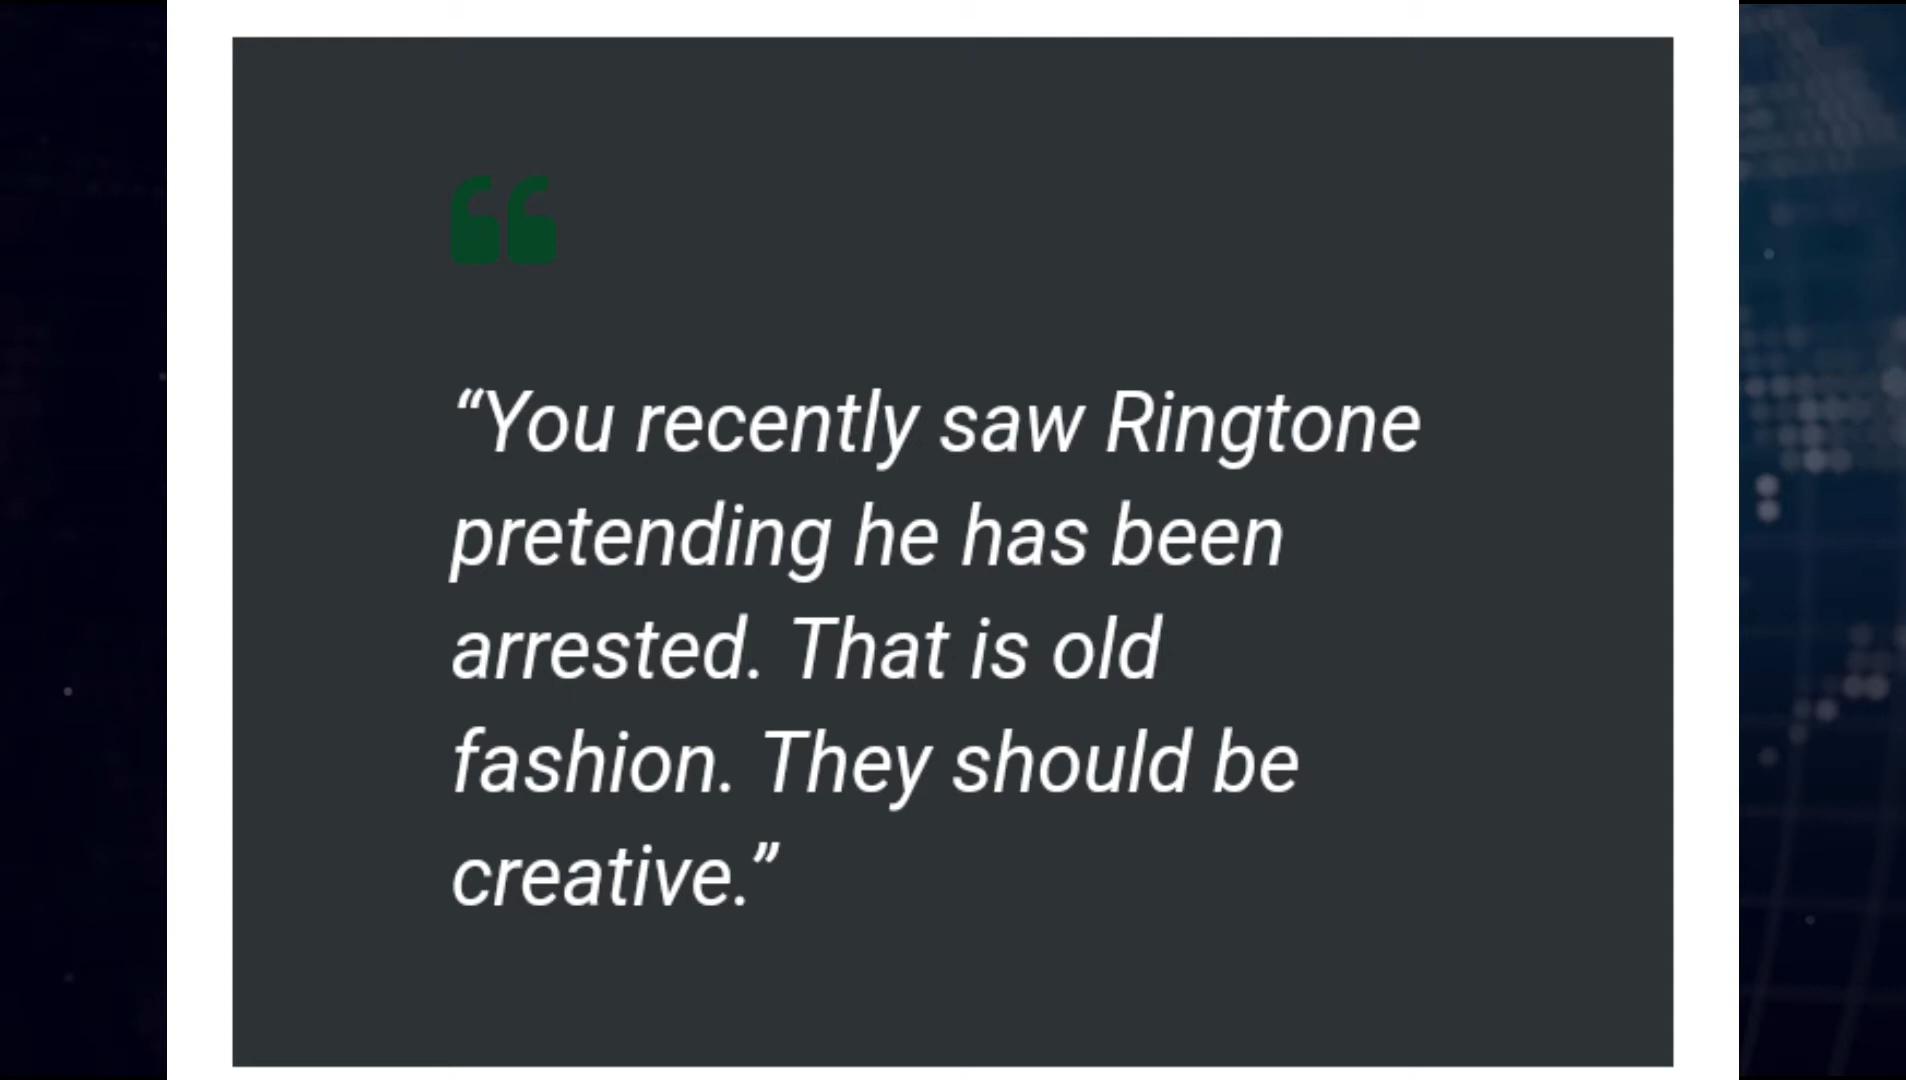 “You recently saw Ringtone
pretending he has been
arrested. That is old
fashion. They should be
creative.”